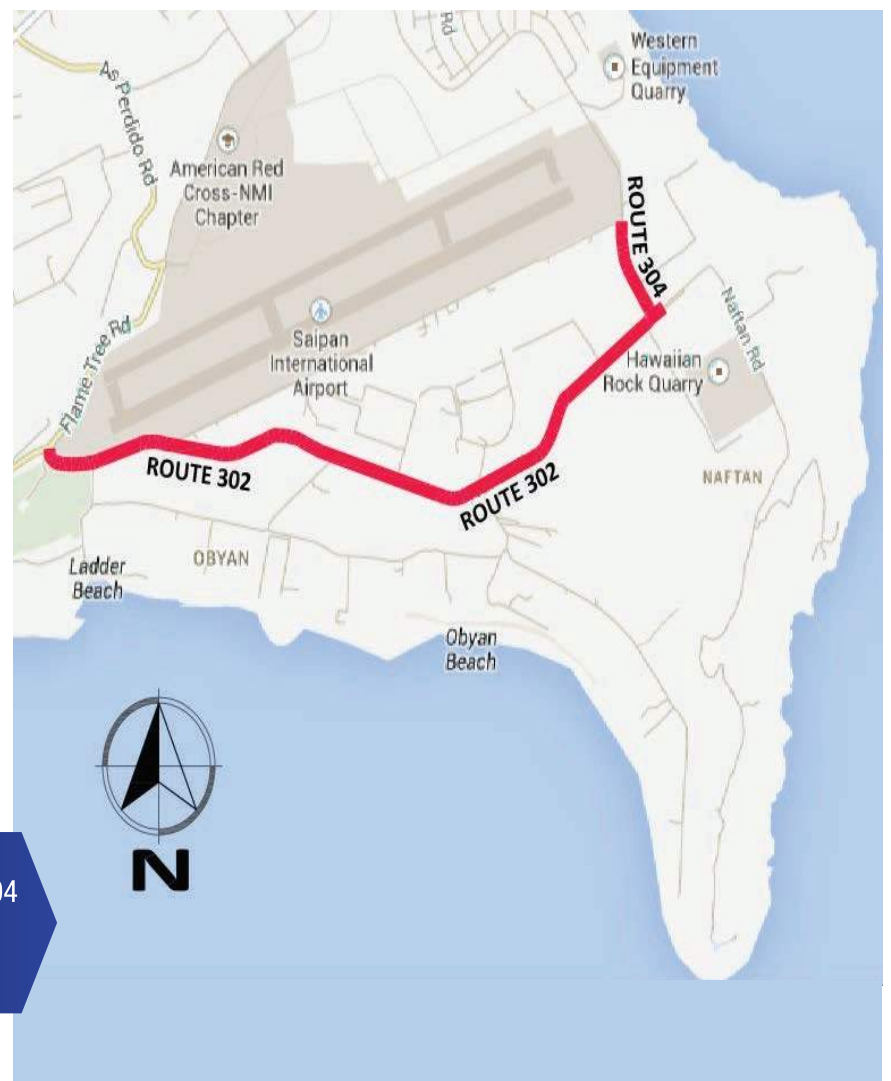 Rd
Western
Equipment
Quarry
As Perdido Rd
American Red
Cross-NMI
Chapter
ROUTE 304
Saipan
International
Airport
Naftan Rd
Flame Tree Rd
Hawaiian
Rock Quarry
ROUTE 302
ROUTE 302
NAFTAN
OBYAN
Ladder
Beach
Obyan
Beach
N
04